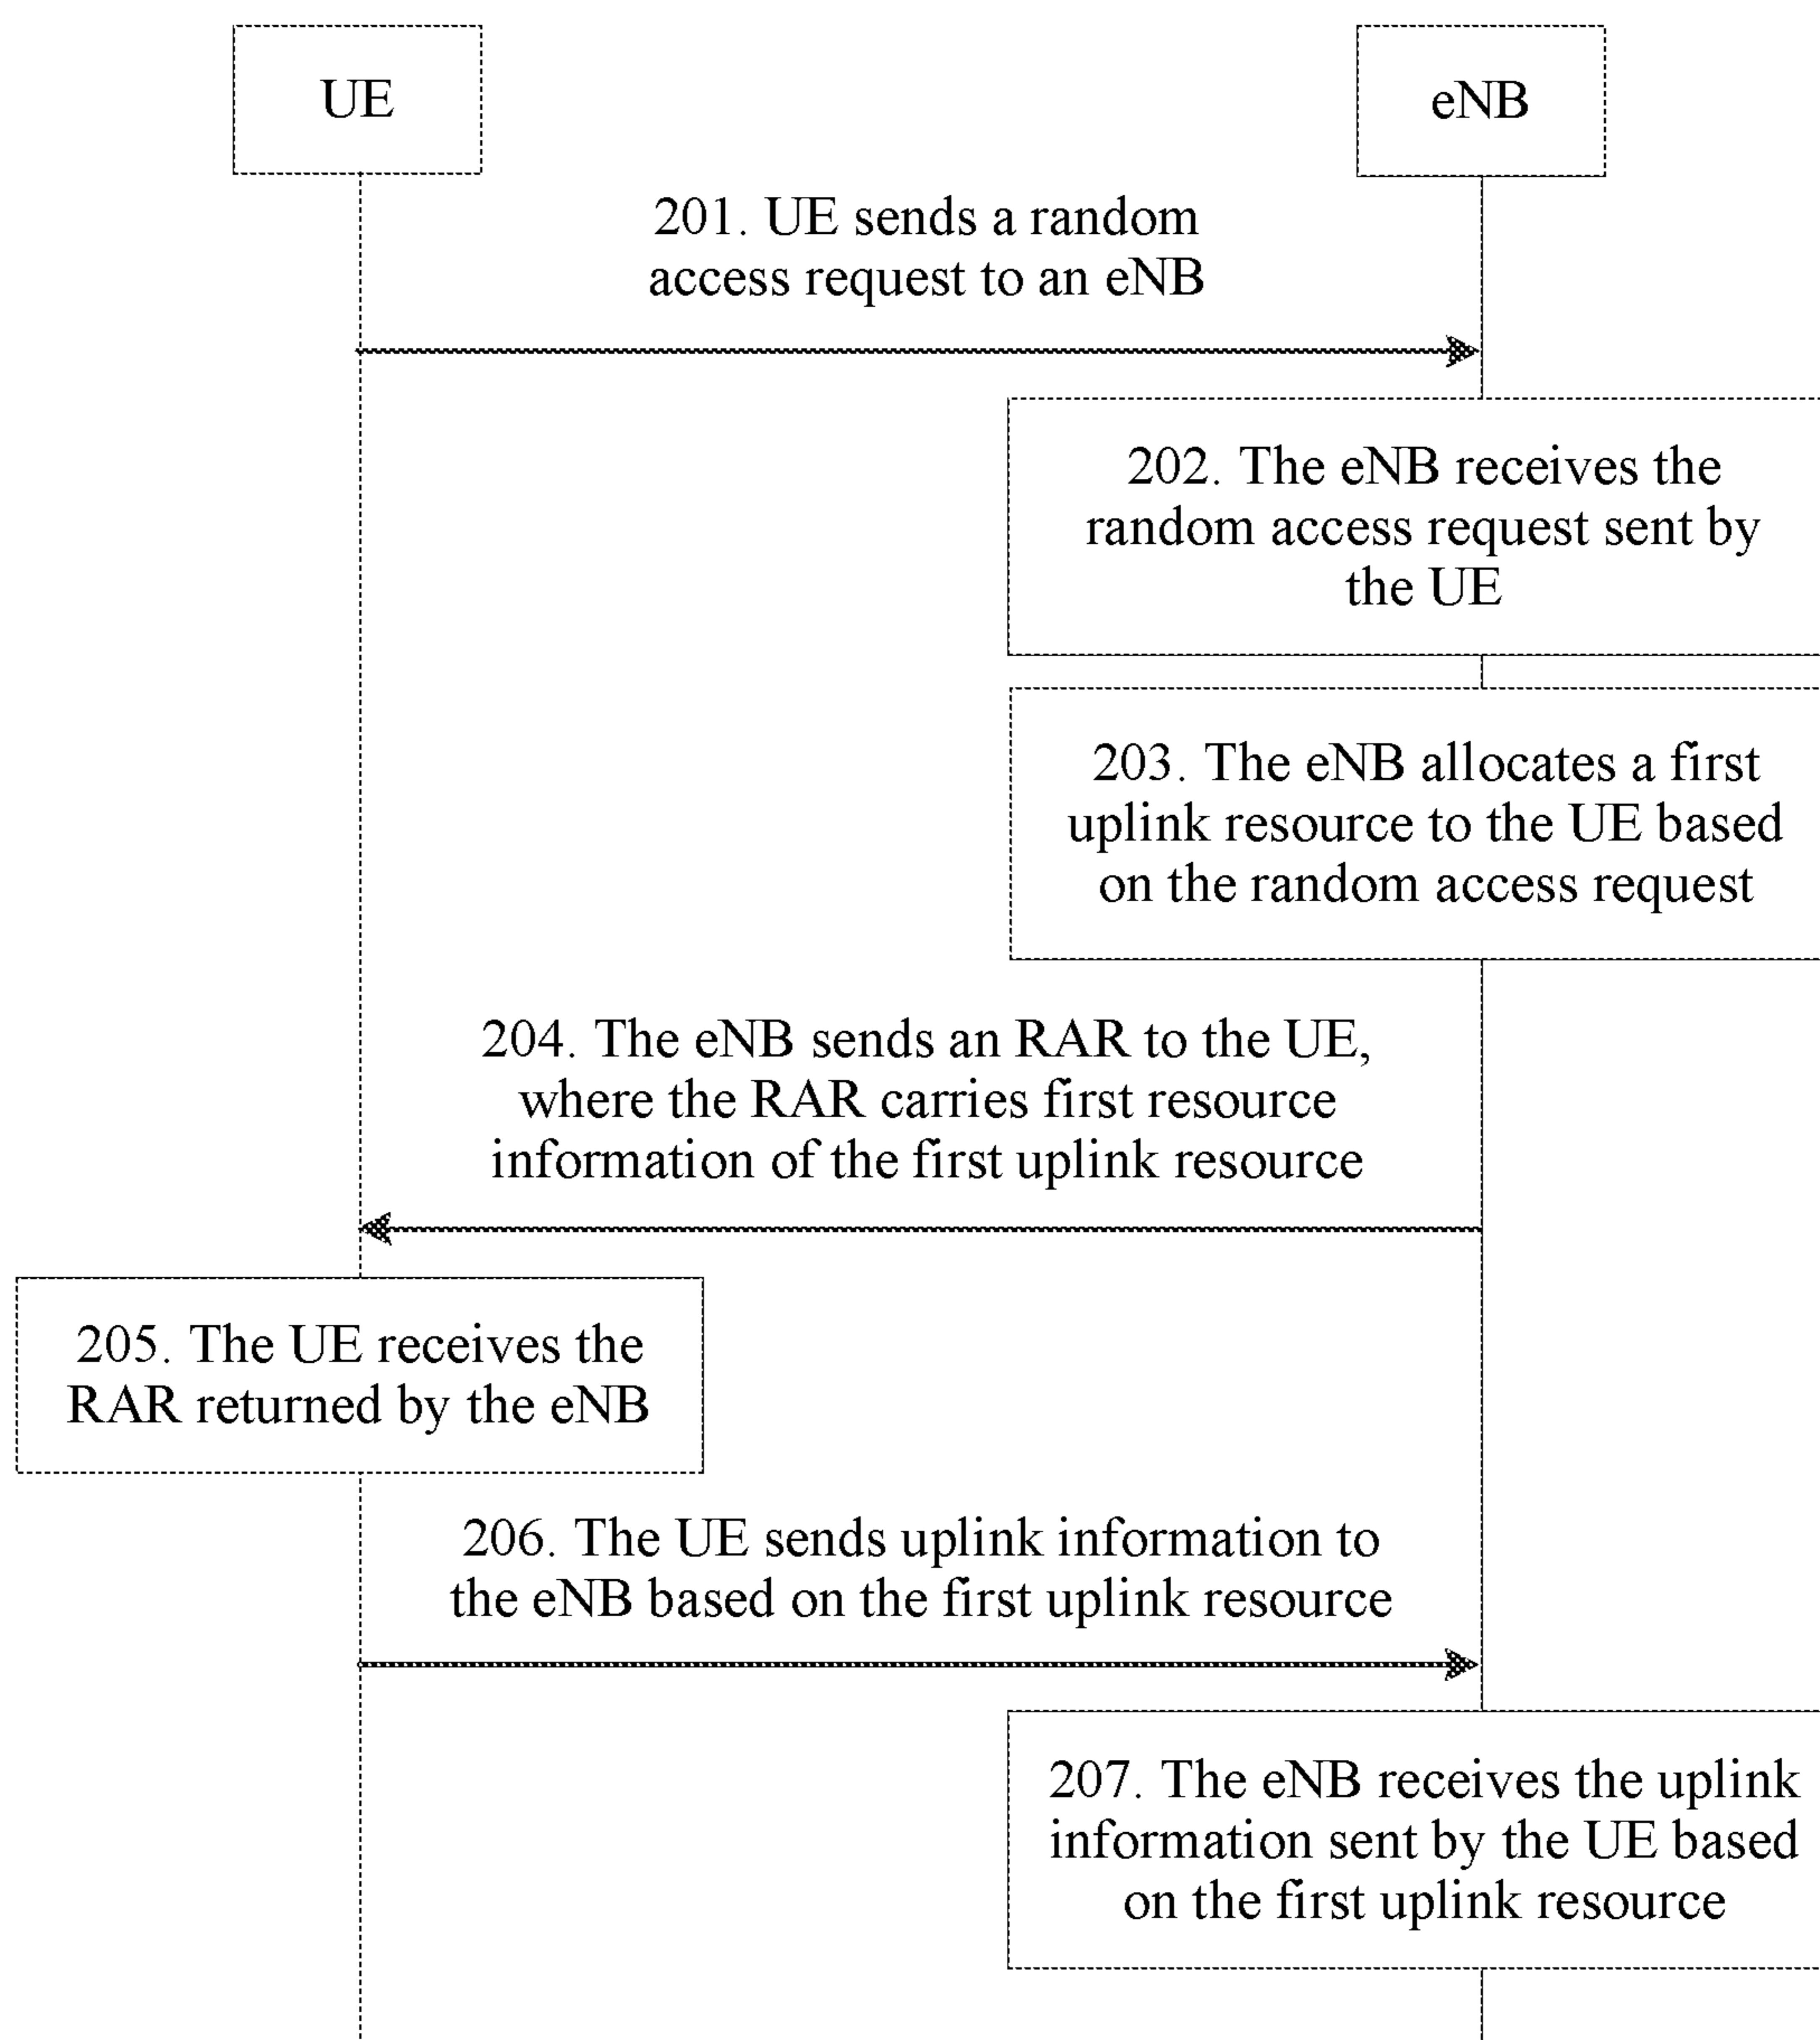 UE
eNB
201. UE sends a random
access request to an eNB
202. The eNB receives the
random access request sent by
the UE
203. The eNB allocates a first
uplink resource to the UE based
on the random access request
204. The eNB sends an RAR to the UE,
where the RAR carries first resource
information of the first uplink resource
205. The UE receives the
RAR returned by the eNB
206. The UE sends uplink information to
the eNB based on the first uplink resource
207. The eNB receives the uplink
information sent by the UE based
on the first uplink resource